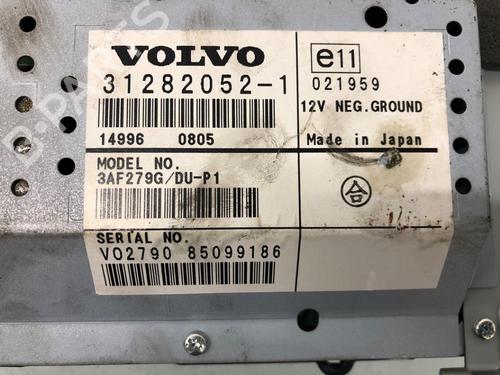 VOLVO
e11
31282052-1
021959
12V NEG.GROUND
14996 0805
Made in Japan
MODEL NO.
3AF279G/DU-P1
合
SERIAL NO.
V02790 85099186
B-PARTS